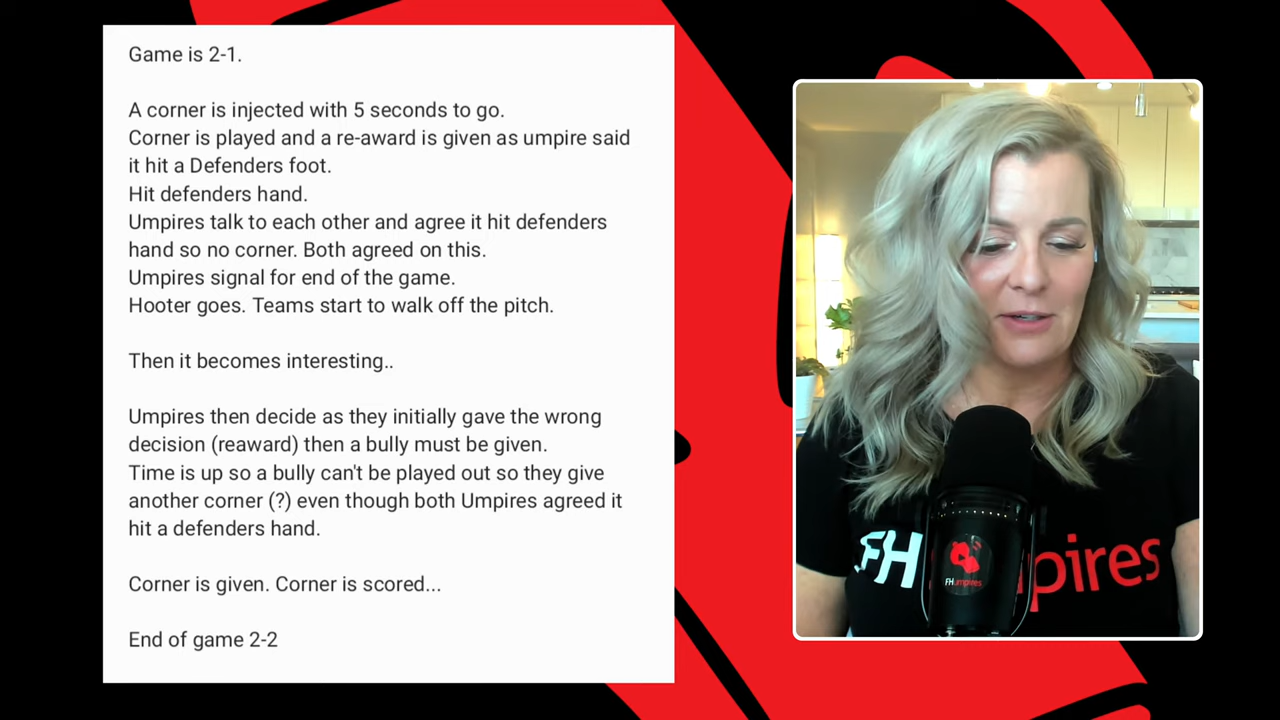 Game is 2-1.
A corner is injected with 5 seconds to go.
Corner is played and a re-award is given as umpire said
it hit a Defenders foot.
Hit defenders hand.
Umpires talk to each other and agree it hit defenders
hand so no corner. Both agreed on this.
Umpires signal for end of the game.
Hooter goes. Teams start to walk off the pitch.
Then it becomes interesting..
Umpires then decide as they initially gave the wrong
decision (reaward) then a bully must be given.
Time is up so a bully can't be played out so they give
another corner (?) even though both Umpires agreed it
hit a defenders hand.
Corner is given. Corner is scored...
End of game 2-2
FH mpires
FHumpires